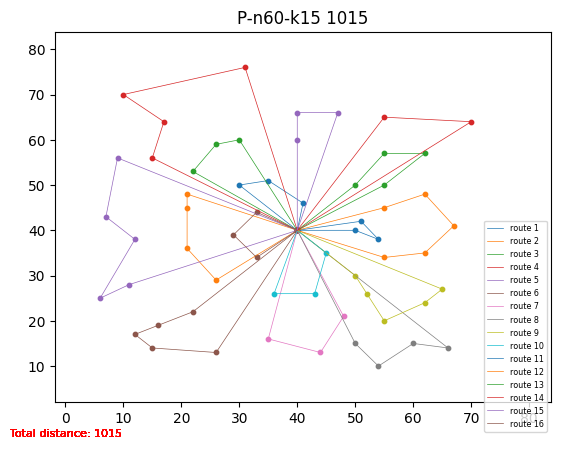 P-n60-k15 1015
80
70
60
50
40
30
20
10
0 10 20 30 40 50 60 70 80
route 1
route 2
route 3
route 4
route 5
route 6
route 7
route 8
route 9
route 10
route 11
route 12
route 13
route 14
route 15
route 16
Total distance: 1015